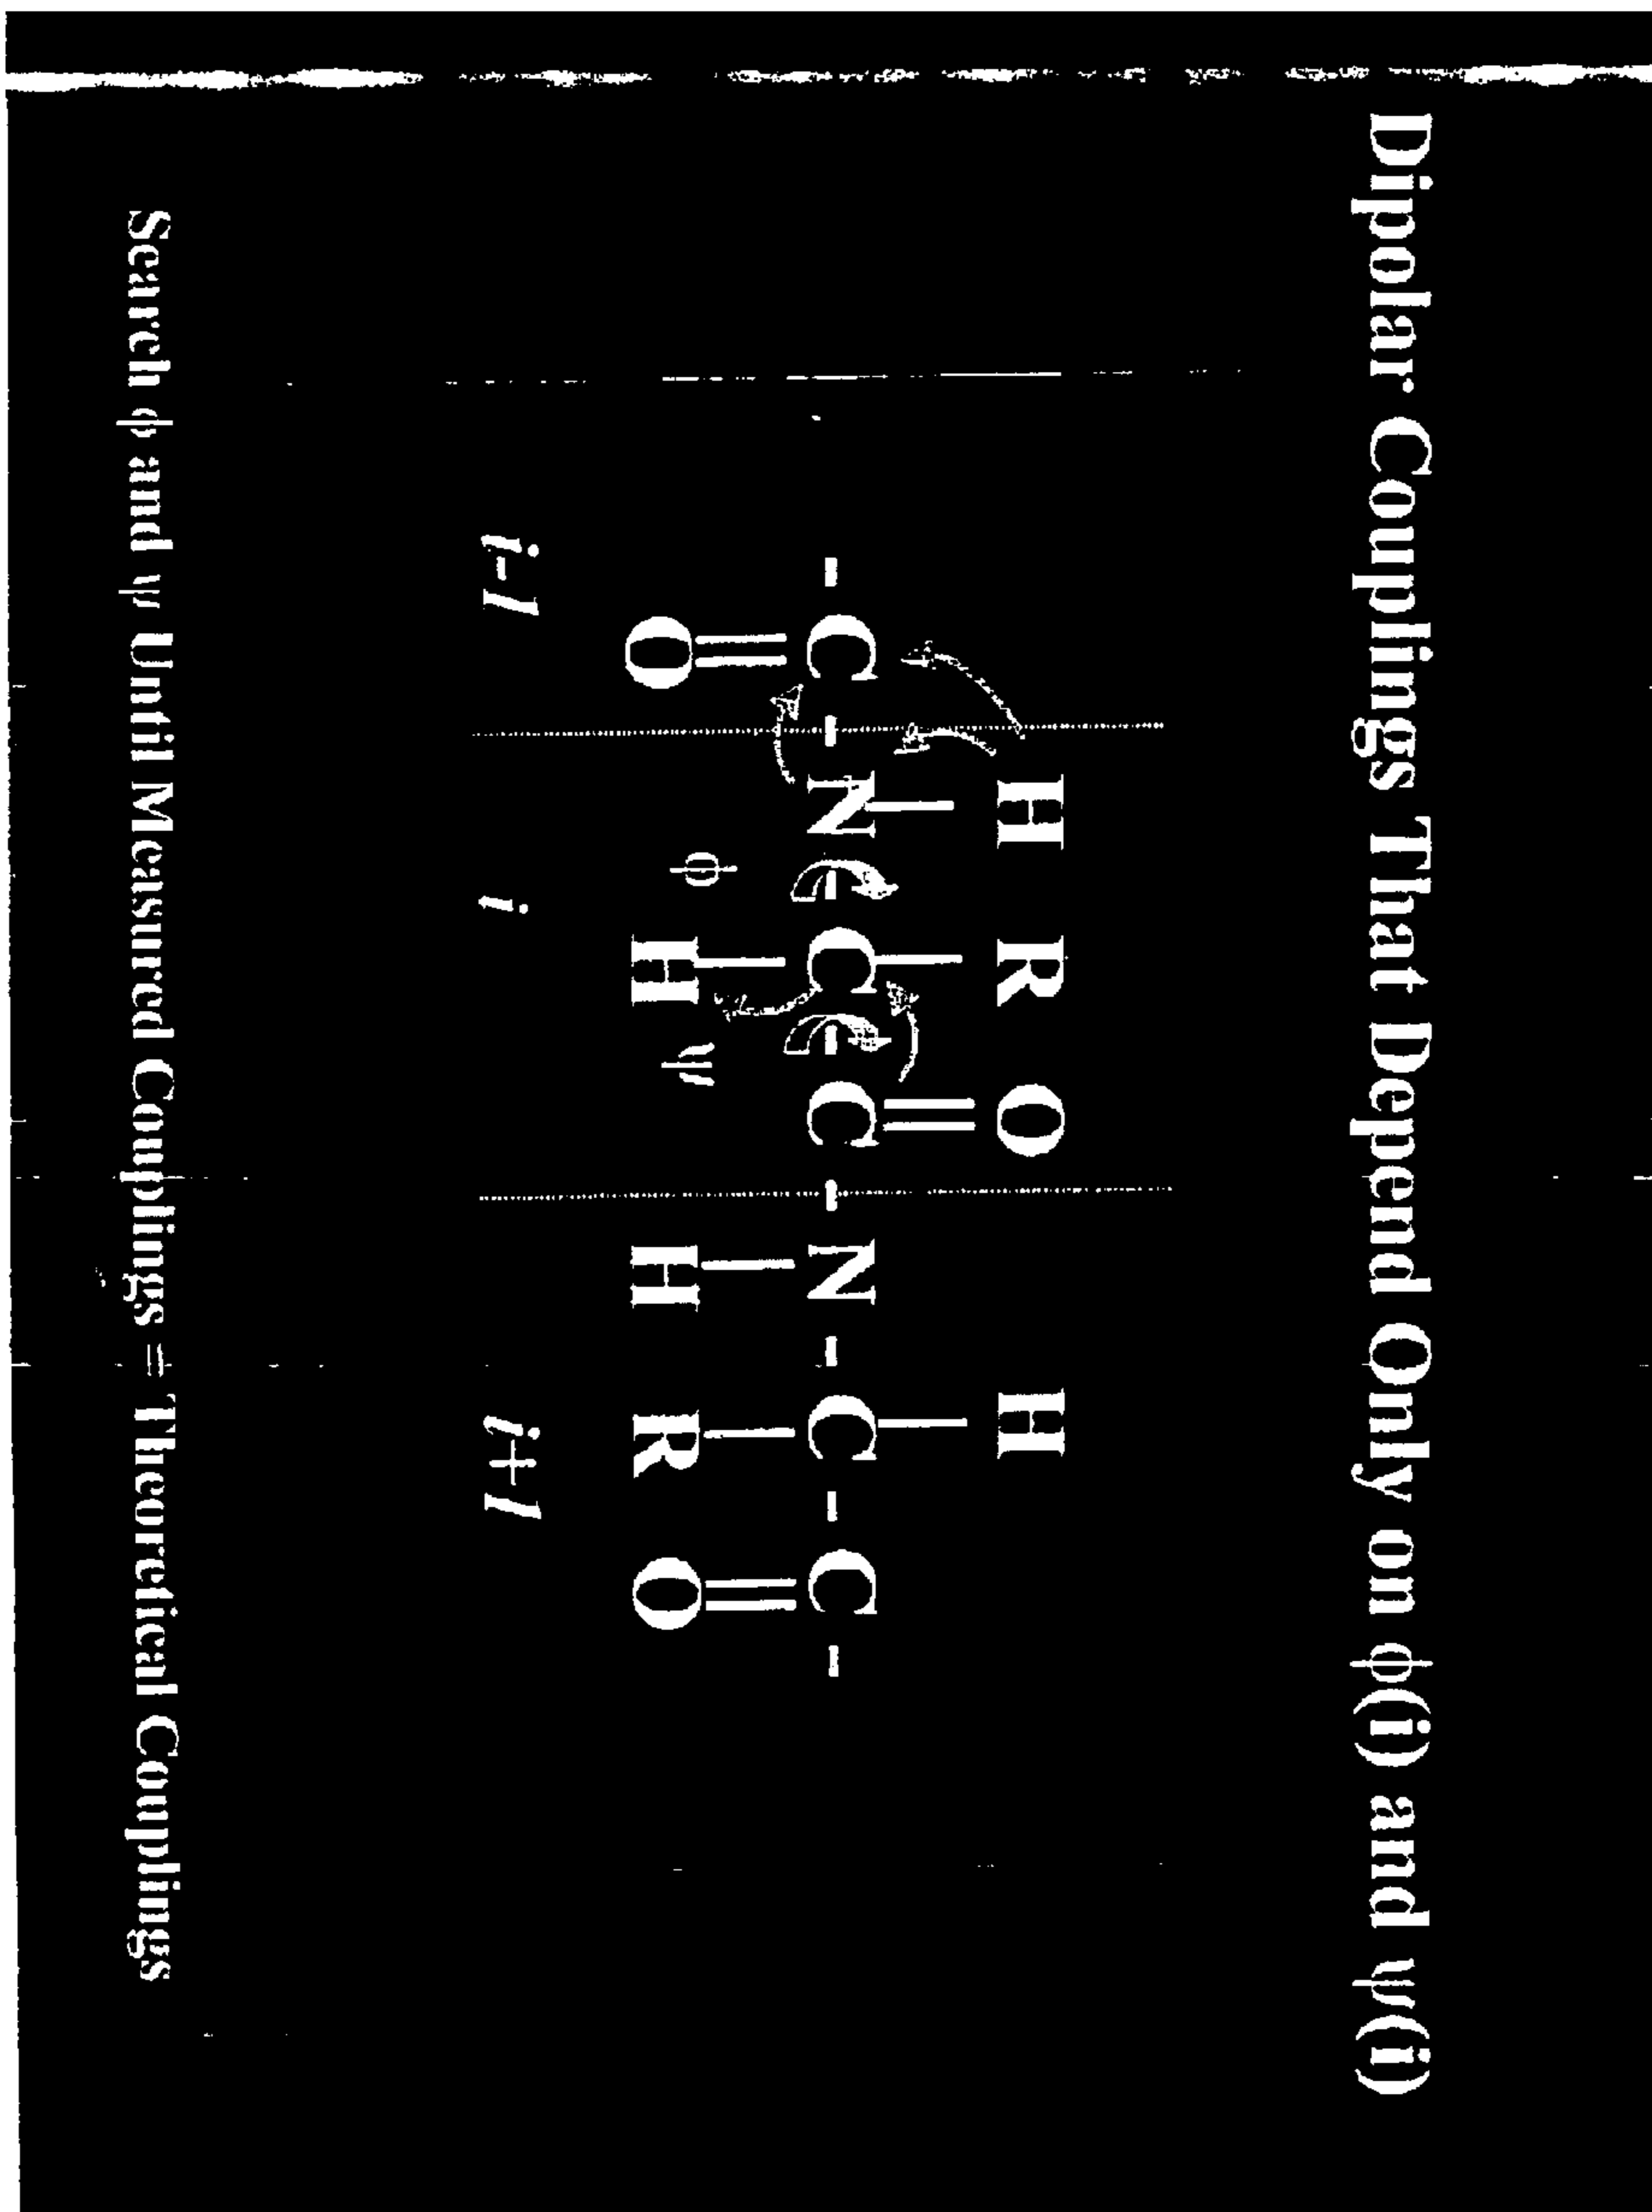 Dipolar Couplings That Depend Only on φ(i) and ψ(i)
H R O H
- C - N - C - C - N - C - C -
O φ H ψ H R O
i-1 i i+1
Search φ and ψ Until Measured Couplings = Theoretical Couplings